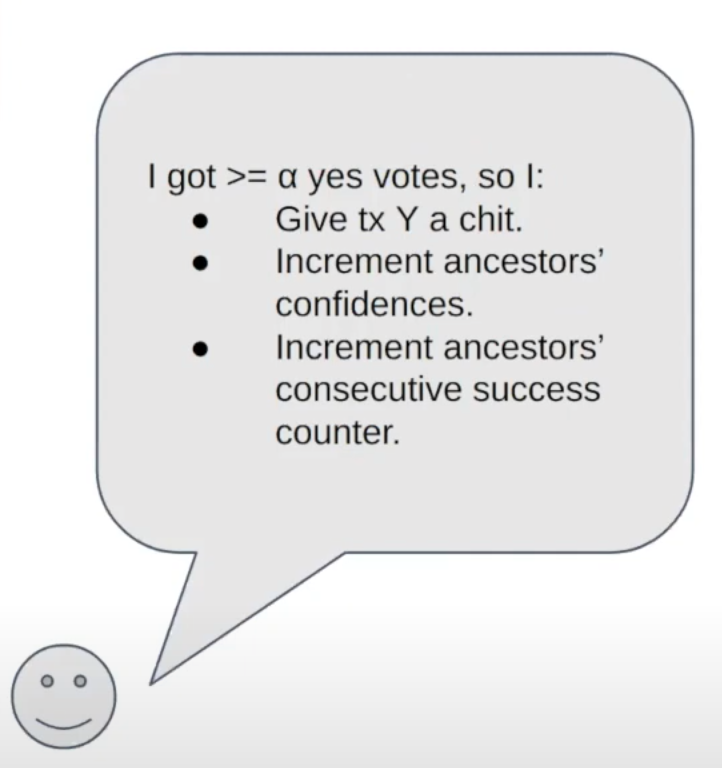 I got >= α yes votes, so I:
● Give tx Y a chit.
● Increment ancestors’
confidences.
● Increment ancestors’
consecutive success
counter.